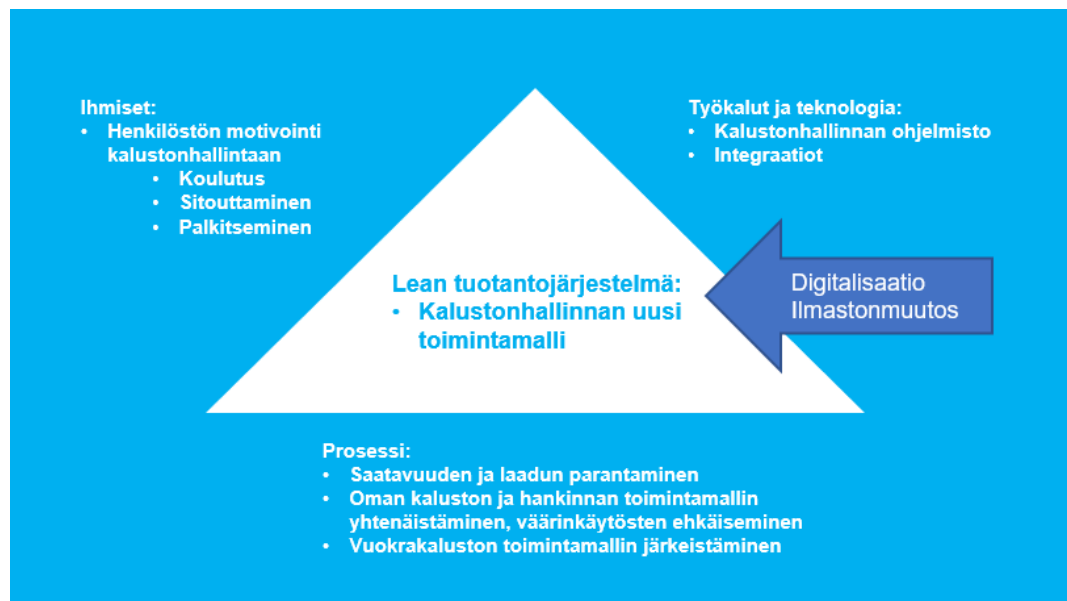 Ihmiset:
• Henkilöstön motivointi
kalustonhallintaan
• Koulutus
• Sitouttaminen
• Palkitseminen
Työkalut ja teknologia:
• Kalustonhallinnan ohjelmisto
• Integraatiot
Lean tuotantojärjestelmä:
• Kalustonhallinnan uusi
toimintamalli
Digitalisaatio
Ilmastonmuutos
Prosessi:
• Saatavuuden ja laadun parantaminen
• Oman kaluston ja hankinnan toimintamallin
yhtenäistäminen, väärinkäytösten ehkäiseminen
• Vuokrakaluston toimintamallin järkeistäminen